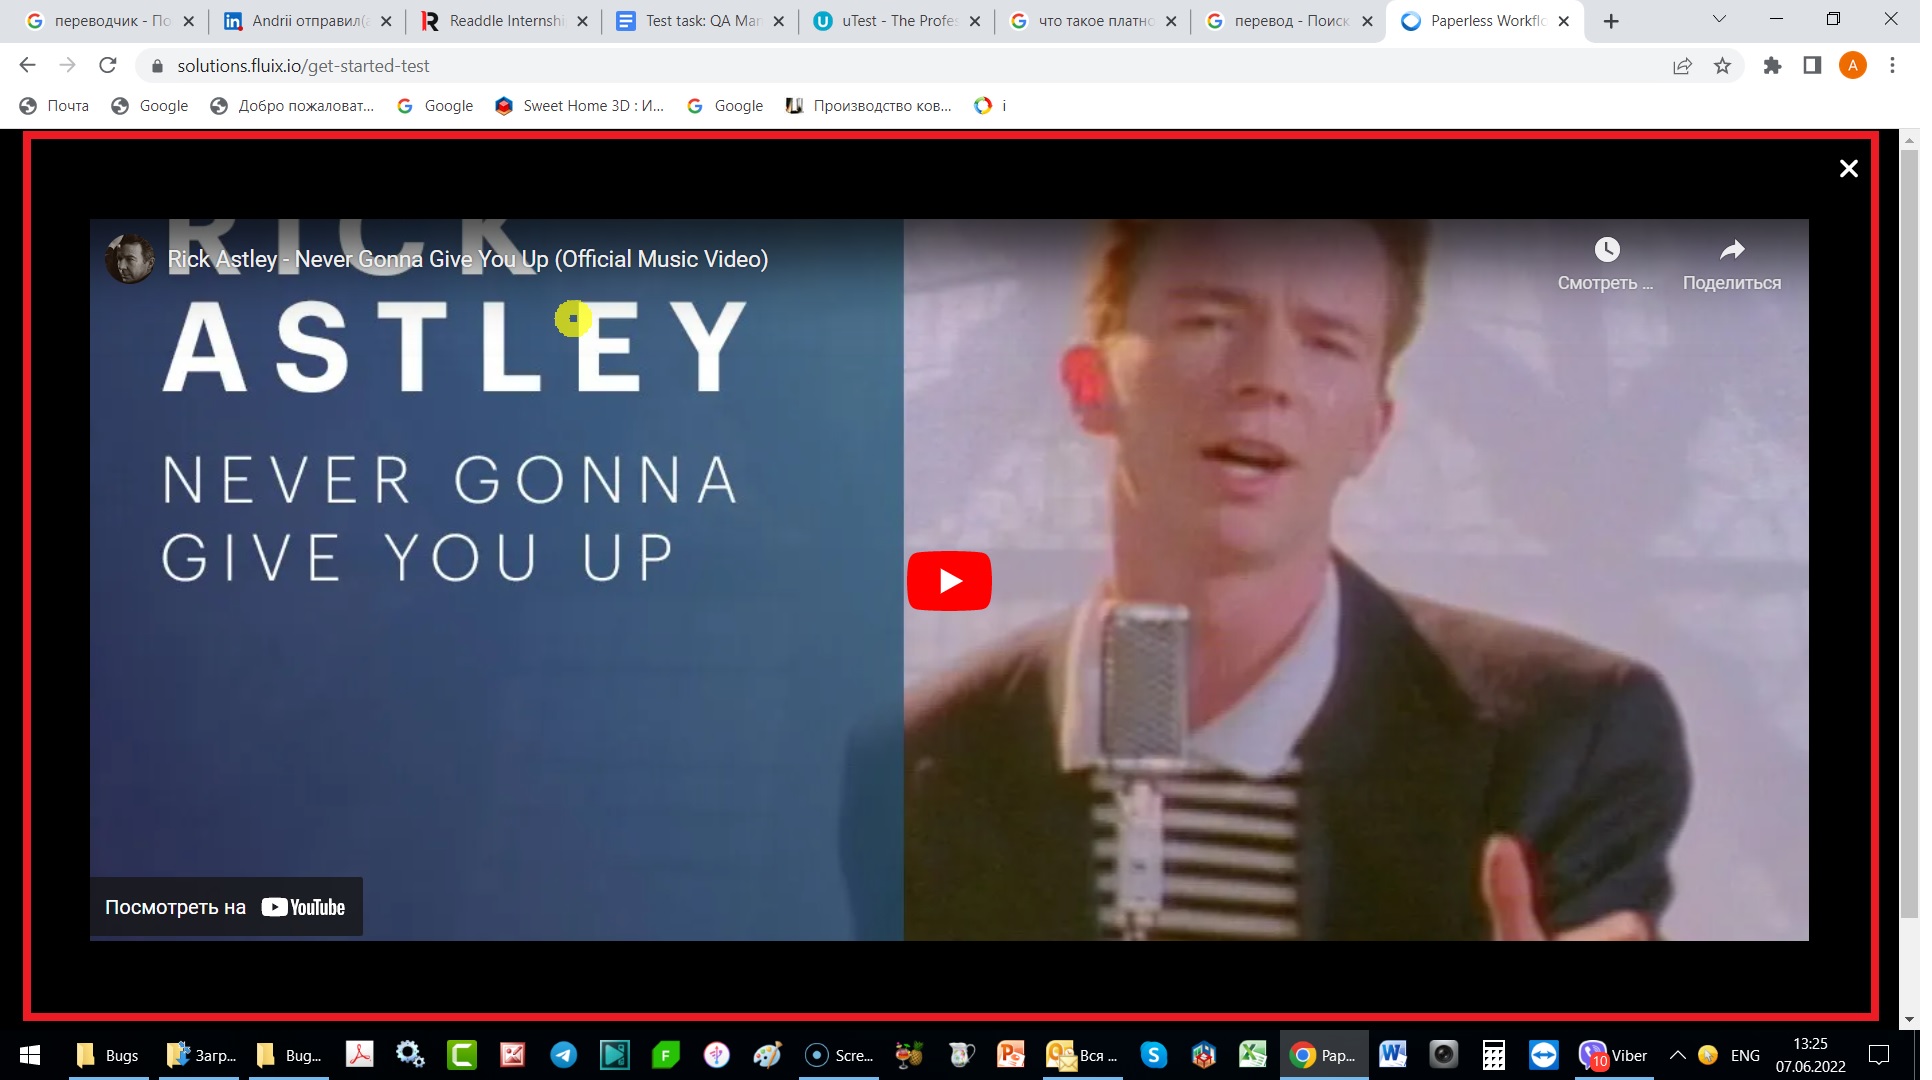 переводчик - По
Andrii отправил(а
Readdle Internshi
Test task: QA Man
uTest - The Profes
что такое платно
перевод - Поиск
Paperless Workflo
solutions.fluix.io/get-started-test
A
Почта
Google
Добро пожаловат...
Google
Sweet Home 3D : И...
Google
Производство ков...
i
RICK
Rick Astley - Never Gonna Give You Up (Official Music Video)
Смотреть ...
Поделиться
ASTLEY
NEVER GONNA
GIVE YOU UP
Посмотреть на YouTube
Bugs
Загр...
Bug...
Scre...
Вся ...
Pap...
10
Viber
ENG
13:25
07.06.2022